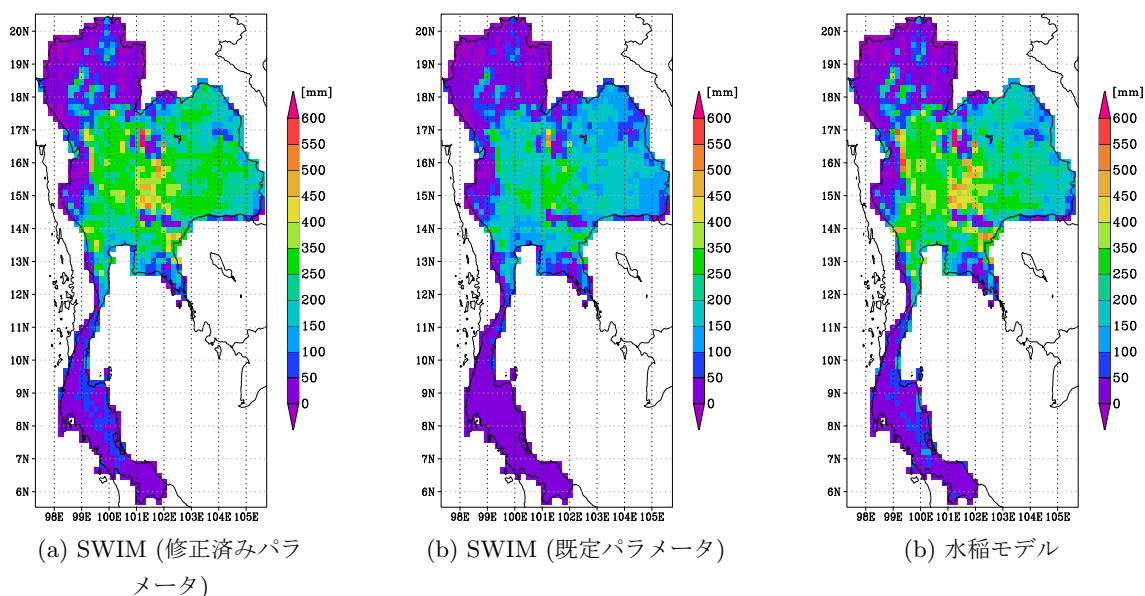 20N
19N
18N
17N
16N
15N
14N
13N
12N
11N
10N
9N
8N
7N
6N
98E 99E 100E 101E 102E 103E 104E 105E
[mm]
600
550
500
450
400
350
250
200
150
100
50
0
(a) SWIM (修正済みパラ
メータ)
20N
19N
18N
17N
16N
15N
14N
13N
12N
11N
10N
9N
8N
7N
6N
98E 99E 100E 101E 102E 103E 104E 105E
[mm]
600
550
500
450
400
350
250
200
150
100
50
0
(b) SWIM (既定パラメータ)
20N
19N
18N
17N
16N
15N
14N
13N
12N
11N
10N
9N
8N
7N
6N
98E 99E 100E 101E 102E 103E 104E 105E
[mm]
600
550
500
450
400
350
250
200
150
100
50
0
(b) 水稲モデル